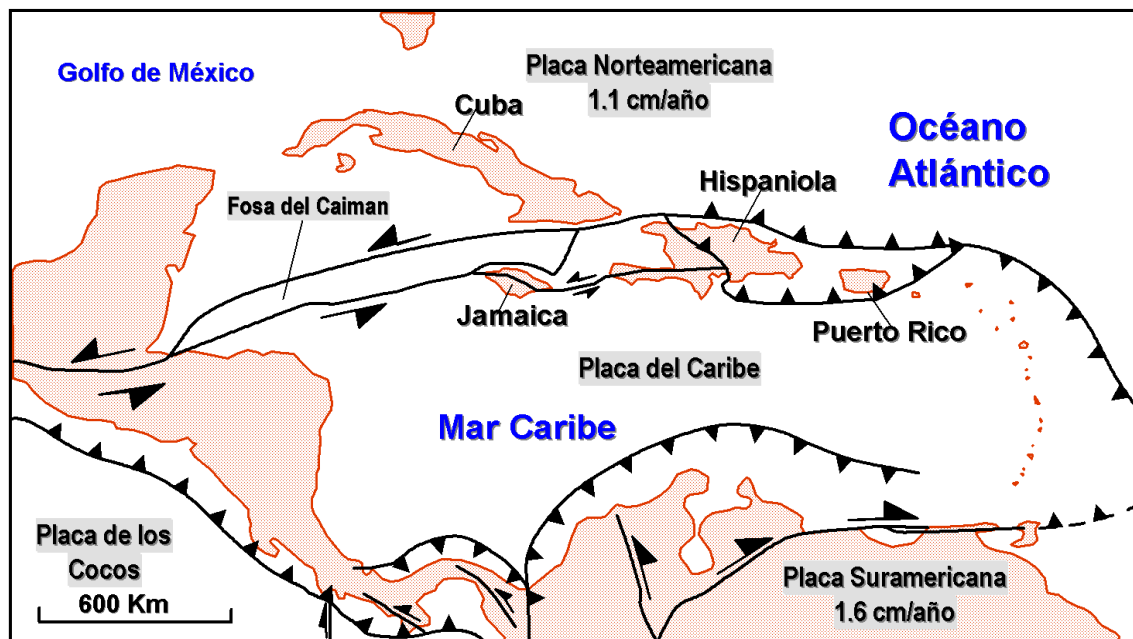 Golfo de México
Placa Norteamericana
1.1 cm/año
Cuba
Océano
Atlántico
Hispaniola
Fosa del Caiman
Jamaica
Puerto Rico
Placa del Caribe
Mar Caribe
Placa de los
Cocos
600 Km
Placa Suramericana
1.6 cm/año